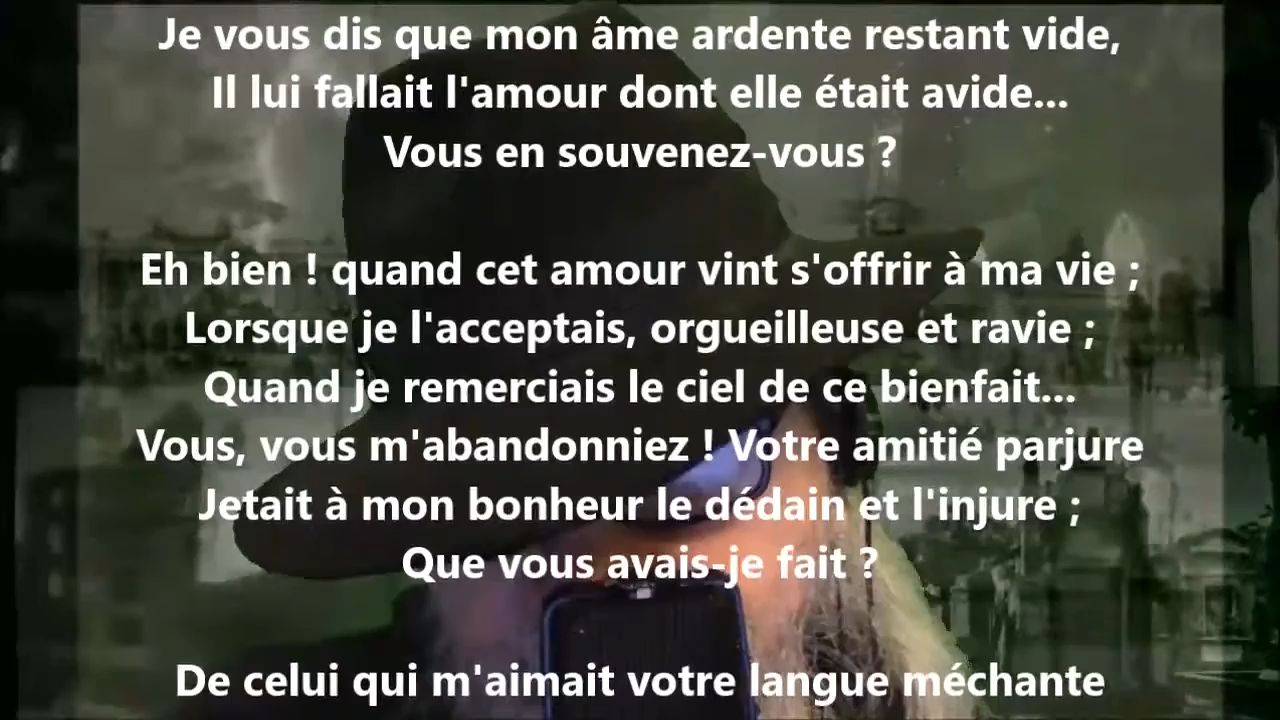 Je vous dis que mon âme ardente restant vide,
Il lui fallait l'amour dont elle était avide...
Vous en souvenez-vous ?
Eh bien ! quand cet amour vint s'offrir à ma vie ;
Lorsque je l'acceptais, orgueilleuse et ravie ;
Quand je remerciais le ciel de ce bienfait...
Vous, vous m'abandonniez ! Votre amitié parjure
Jetait à mon bonheur le dédain et l'injure ;
Que vous avais-je fait ?
De celui qui m'aimait votre langue méchante